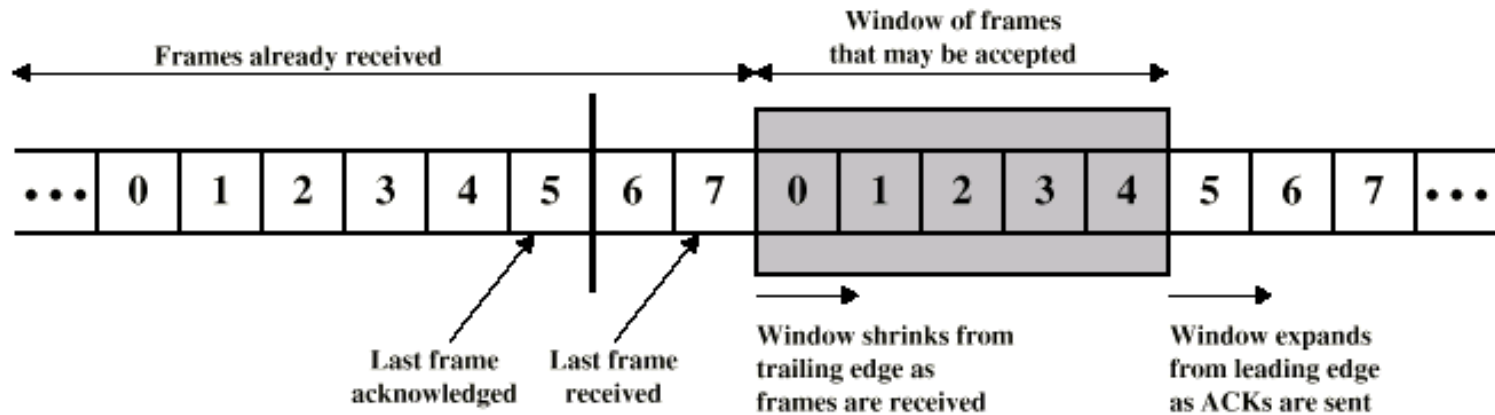 Frames already received
Window of frames
that may be accepted
••• 0 1 2 3 4 5 6 7 0 1 2 3 4 5 6 7 •••
Last frame
acknowledged
Last frame
received
Window shrinks from
trailing edge as
frames are received
Window expands
from leading edge
as ACKs are sent